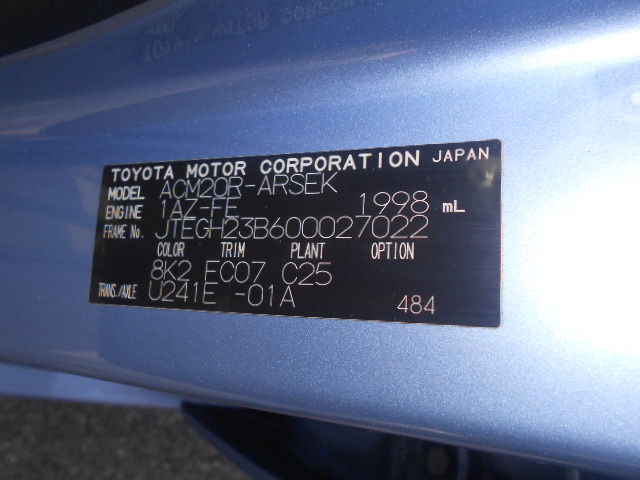 TOYOTA MOTOR CORPORATION JAPAN
MODEL ACM20R-ARSEK
ENGINE 1AZ-FE 1998 mL
FRAME No. JTEGH23B600027022
COLOR TRIM PLANT OPTION
8K2 FC07 C25
TRANS./AXLE U241E -01A 484